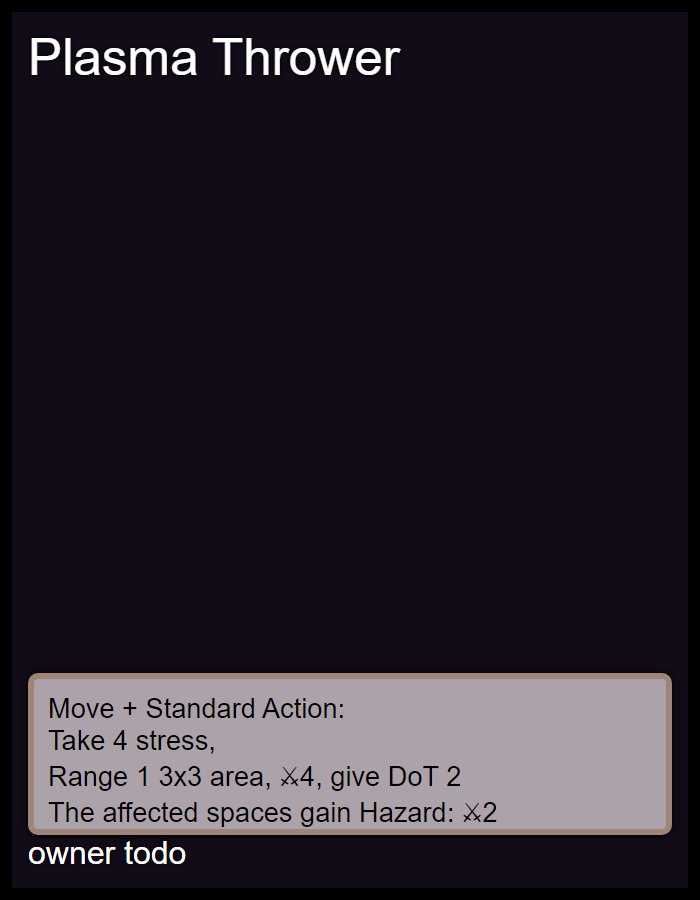 Plasma Thrower
Move + Standard Action:
Take 4 stress,
Range 1 3x3 area, ⚔4, give DoT 2
The affected spaces gain Hazard: ⚔2
owner todo